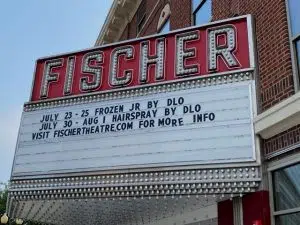 FISCHER
JULY 23 - 25 FROZEN JR BY DLO
JULY 30 - AUG 1 HAIRSPRAY BY DLO
VISIT FISCHERTHEATRE.COM FOR MORE INFO